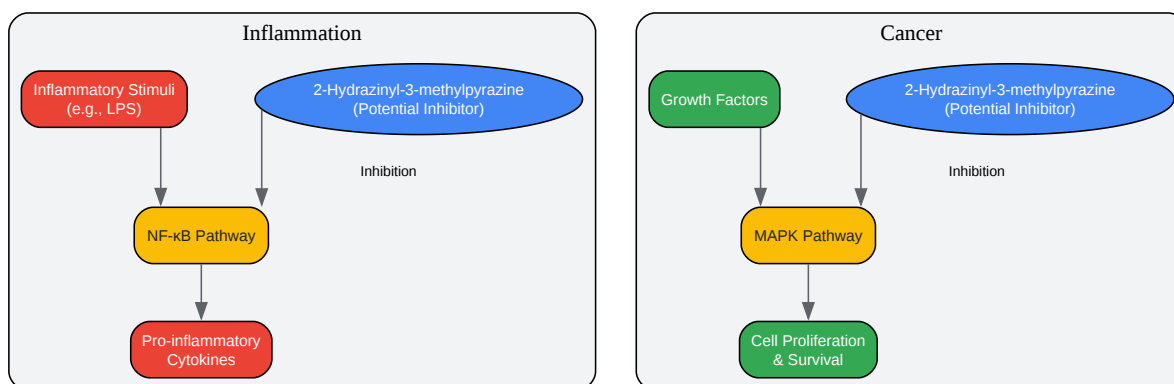 Inflammation
Inflammatory Stimuli
(e.g., LPS)
2-Hydrazinyl-3-methylpyrazine
(Potential Inhibitor)
Inhibition
NF-κB Pathway
Pro-inflammatory
Cytokines
Cancer
Growth Factors
2-Hydrazinyl-3-methylpyrazine
(Potential Inhibitor)
Inhibition
MAPK Pathway
Cell Proliferation
& Survival